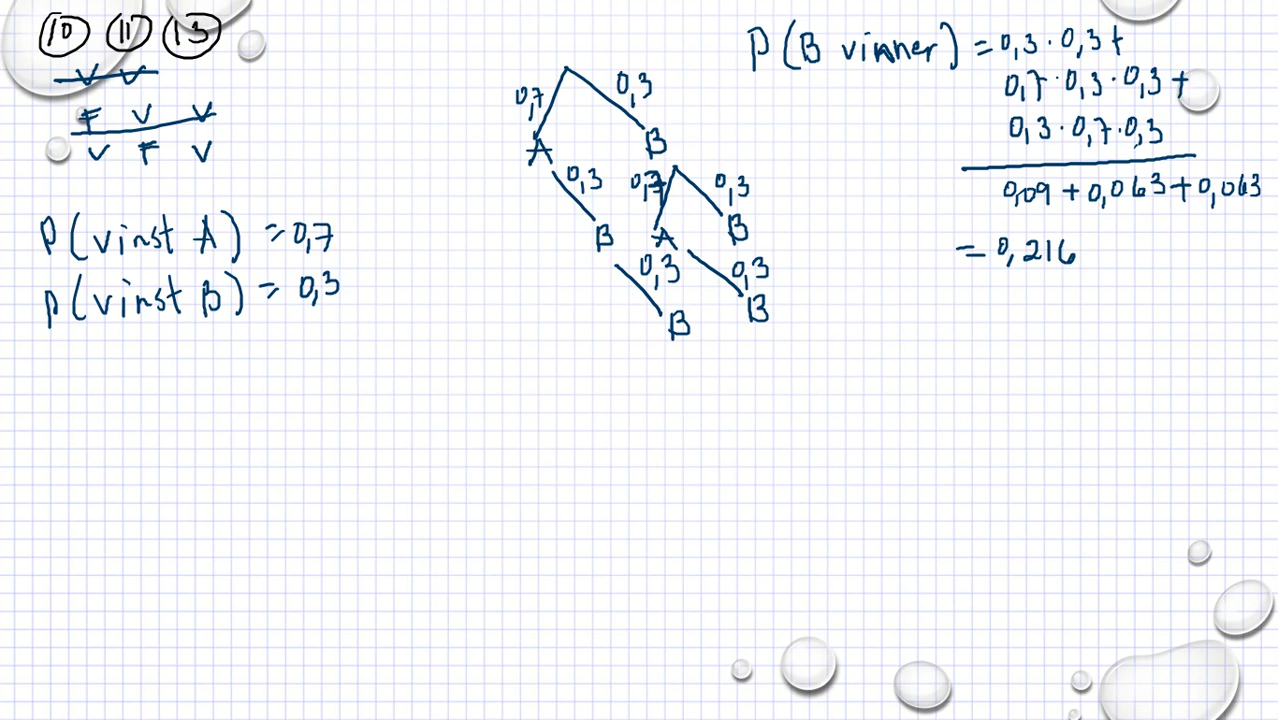 10 11 13
V V
F V V
V F V
P(vinst A) = 0,7
P(vinst B) = 0,3
0,7 0,3
A B
0,3 0,7 0,3
B A B
0,3 0,3
B B
P(B vinner) = 0,3 · 0,3 +
0,7 · 0,3 · 0,3 +
0,3 · 0,7 · 0,3
0,09 + 0,063 + 0,063
= 0,216